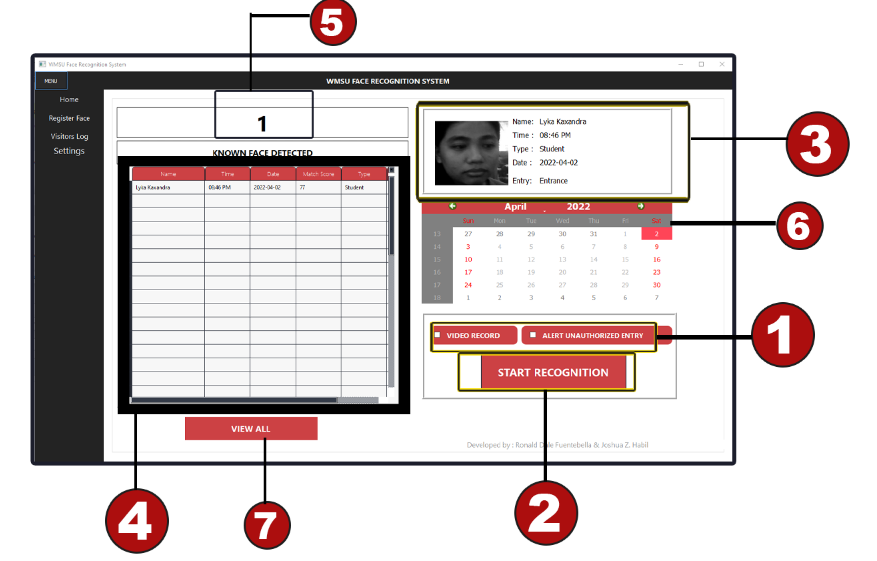 5
WMSU Face Recognition System
MENU
WMSU FACE RECOGNITION SYSTEM
Home
Register Face
Visitors Log
Settings
1
KNOWN FACE DETECTED
Name Time Date Match Score Type
Lyka Kaxandra 08:46 PM 2022-04-02 77 Student
Name: Lyka Kaxandra
Time : 08:46 PM
Type : Student
Date : 2022-04-02
Entry: Entrance
3
April 2022
Sun Mon Tue Wed Thu Fri Sat
13 27 28 29 30 31 1 2
14 3 4 5 6 7 8 9
15 10 11 12 13 14 15 16
16 17 18 19 20 21 22 23
17 24 25 26 27 28 29 30
18 1 2 3 4 5 6 7
6
VIDEO RECORD ALERT UNAUTHORIZED ENTRY
1
START RECOGNITION
VIEW ALL
Developed by : Ronald Dale Fuentebella & Joshua Z. Habil
4
7
2